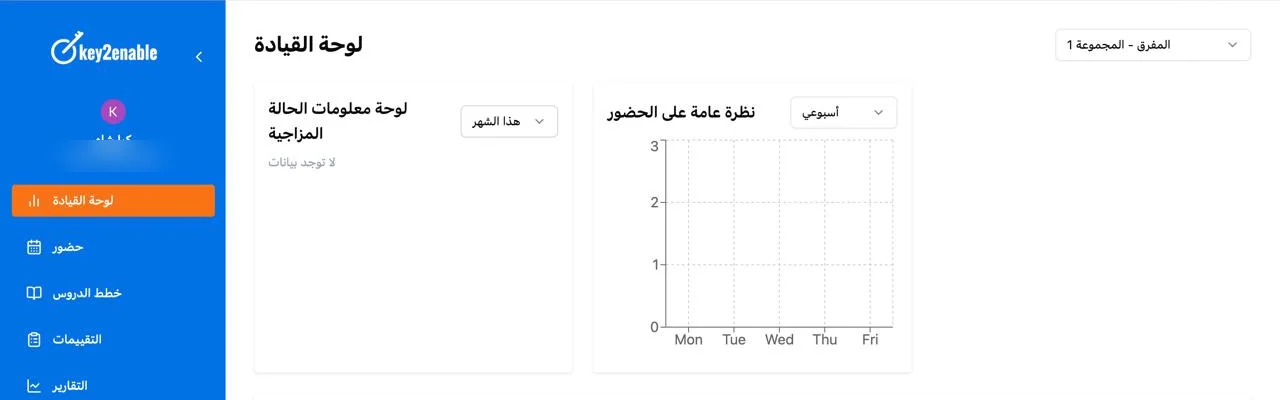 key2enable
K
لوحة القيادة
حضور
خطط الدروس
التقييمات
التقارير
لوحة القيادة
المفرق - المجموعة 1
لوحة معلومات الحالة
المزاجية
هذا الشهر
لا توجد بيانات
نظرة عامة على الحضور
أسبوعي
3
2
1
0
Mon Tue Wed Thu Fri